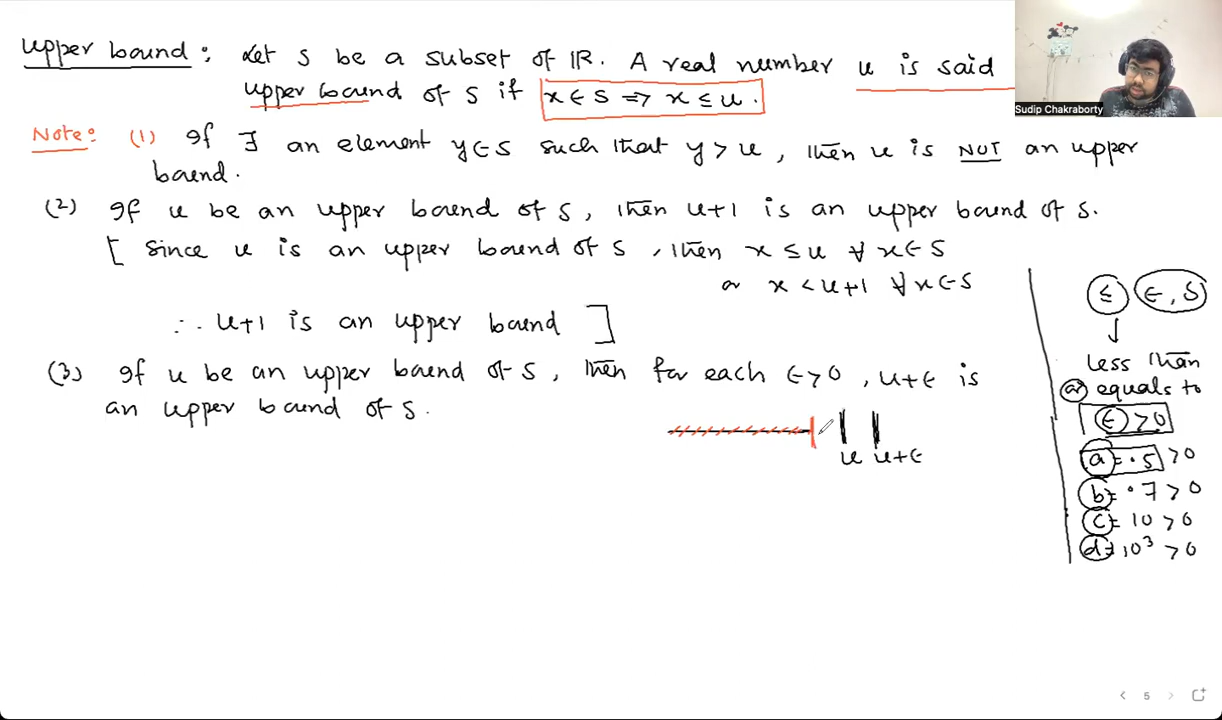 upper bound: Let S be a subset of ℝ. A real number u is said
upper bound of S if x ∈ S ⇒ x ≤ u.
Note: (1) If ∃ an element y ∈ S such that y > u, then u is NOT an upper
bound.
(2) If u be an upper bound of S, then u+1 is an upper bound of S.
[ Since u is an upper bound of S, then x ≤ u ∀ x ∈ S
or x < u+1 ∀ x ∈ S
∴ u+1 is an upper bound ]
(3) If u be an upper bound of S, then for each ϵ > 0, u+ϵ is
an upper bound of S.
u u+ϵ
≤ ϵ, S
↓
less than
or equals to
ϵ > 0
a = .5 > 0
b = .7 > 0
c = 10 > 0
d = 10³ > 0
Sudip Chakraborty
< 5 >